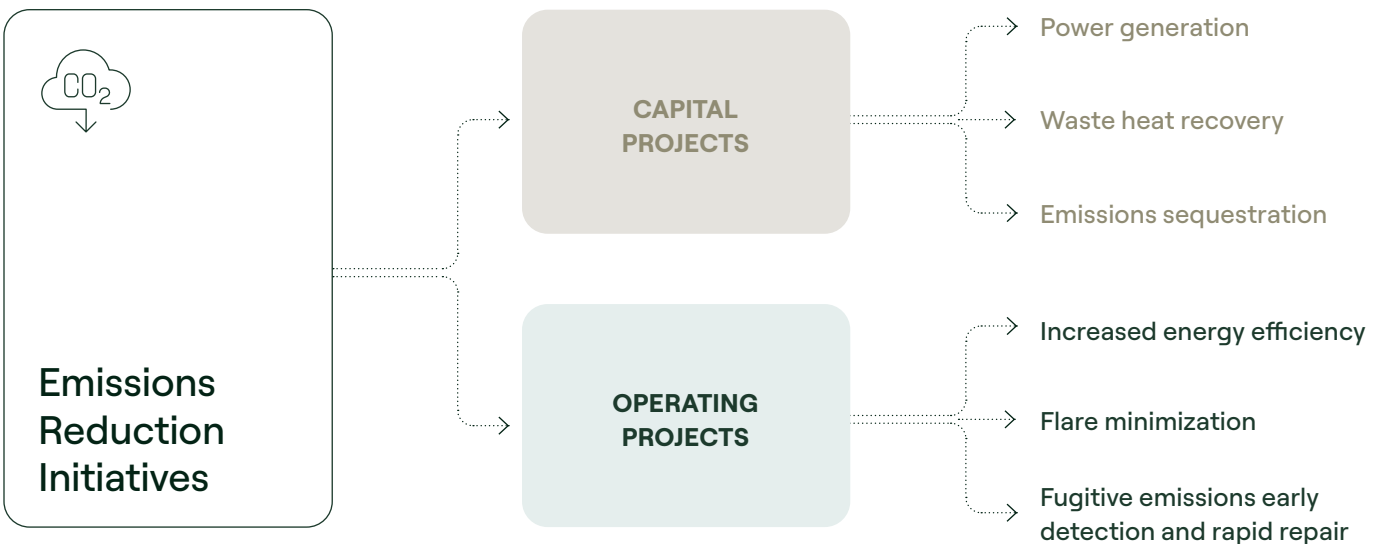 CO₂
Emissions
Reduction
Initiatives
CAPITAL
PROJECTS
Power generation
Waste heat recovery
Emissions sequestration
OPERATING
PROJECTS
Increased energy efficiency
Flare minimization
Fugitive emissions early
detection and rapid repair